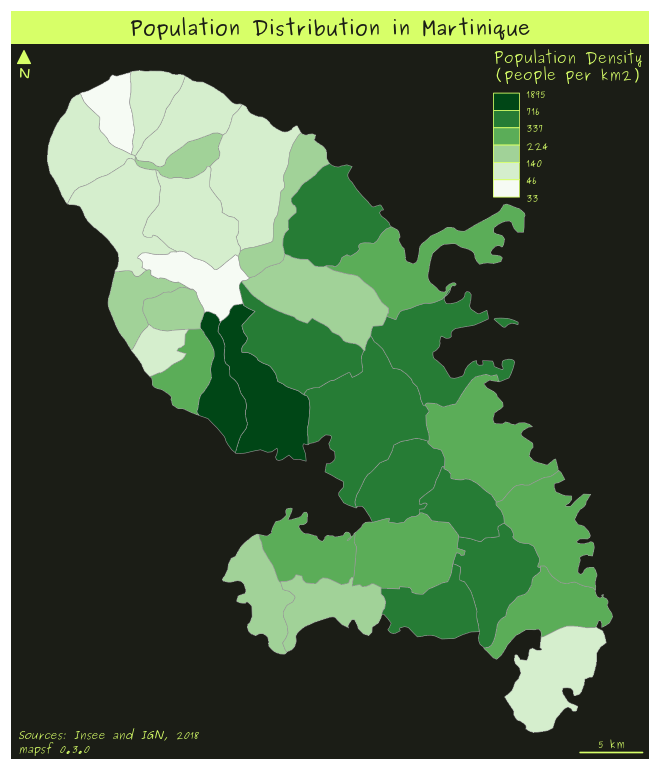 Population Distribution in Martinique
N
Population Density
(people per km2)
1895
716
337
224
140
46
33
Sources: Insee and IGN, 2018
mapsf 0.3.0
5 km